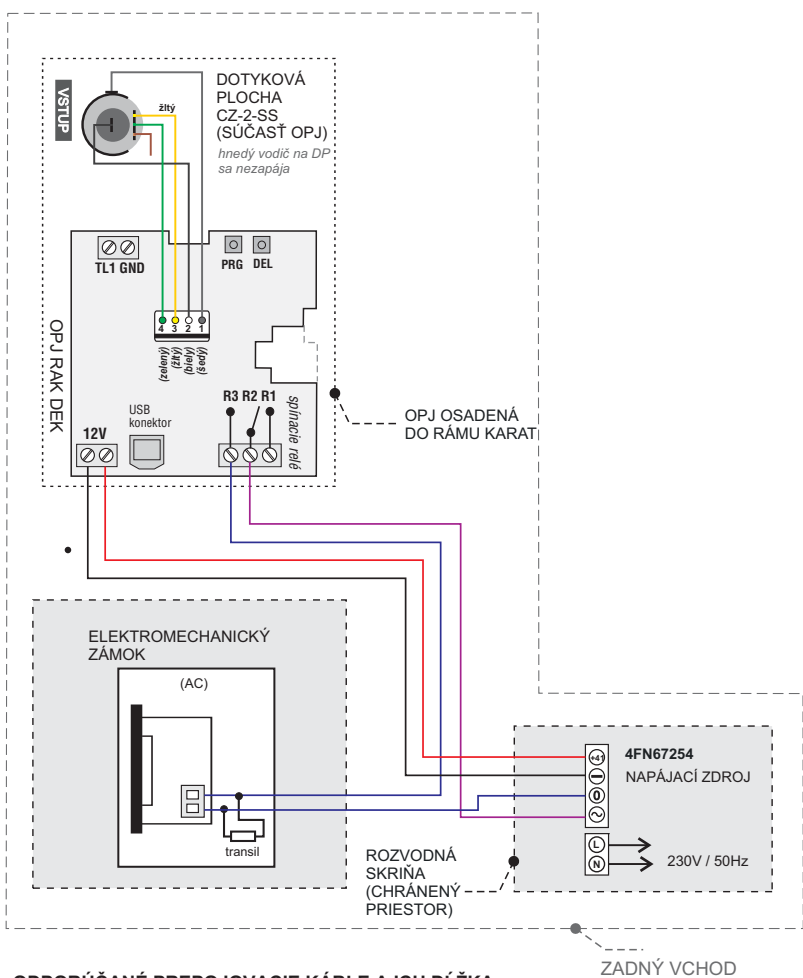 DOTYKOVÁ
PLOCHA
CZ-2-SS
(SÚČASŤ OPJ)
hnedý vodič na DP
sa nezapája
VSTUP
žltý
TL1 GND
PRG DEL
4 3 2 1
(zelený)
(žltý)
(biely)
(šedý)
OPJ RAK DEK
USB
konektor
12V
R3 R2 R1
spínacie relé
OPJ OSADENÁ
DO RÁMU KARAT
ELEKTROMECHANICKÝ
ZÁMOK
(AC)
transil
+41
4FN67254
NAPÁJACÍ ZDROJ
0
L
N
230V / 50Hz
ROZVODNÁ
SKRIŇA
(CHRÁNENÝ
PRIESTOR)
ZADNÝ VCHOD